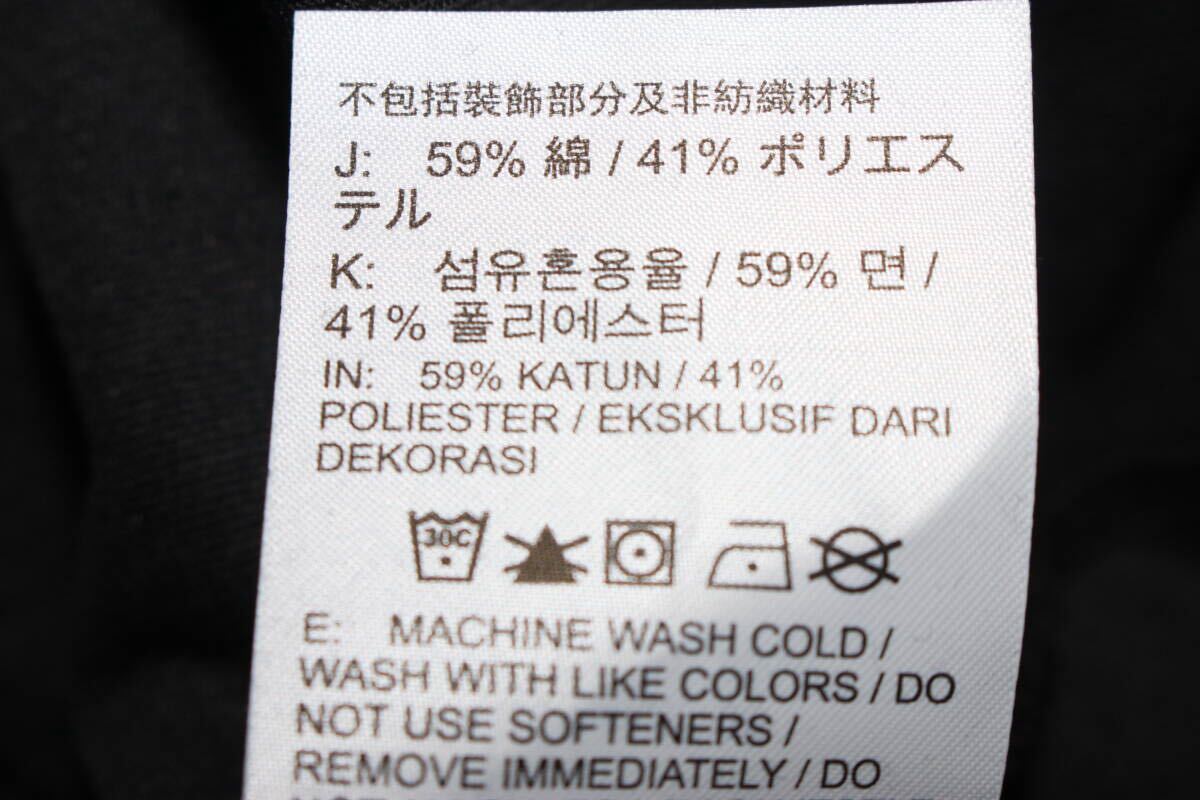 不包括裝飾部分及非紡織材料
J: 59% 綿 / 41% ポリエス
テル
K: 섬유혼용율 / 59% 면 /
41% 폴리에스터
IN: 59% KATUN / 41%
POLIESTER / EKSKLUSIF DARI
DEKORASI
30C
E: MACHINE WASH COLD /
WASH WITH LIKE COLORS / DO
NOT USE SOFTENERS /
REMOVE IMMEDIATELY / DO